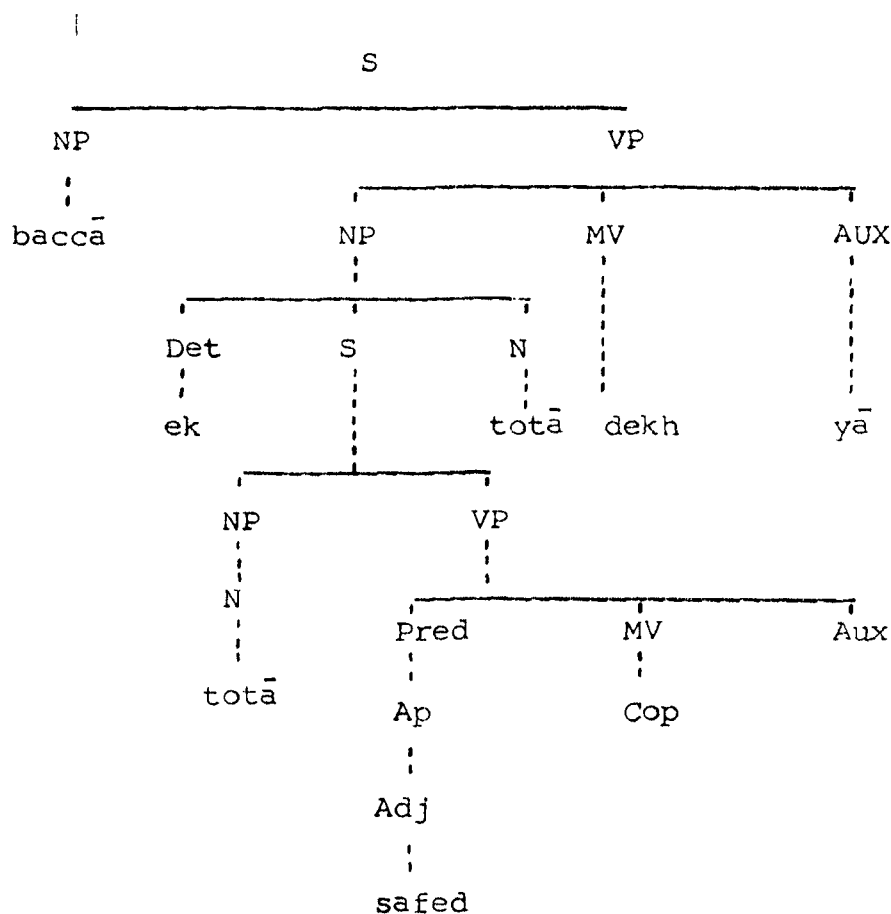 S
NP VP
baccā NP MV AUX
Det S N
ek totā dekh yā
NP VP
N
Pred MV Aux
totā
Ap Cop
Adj
safed